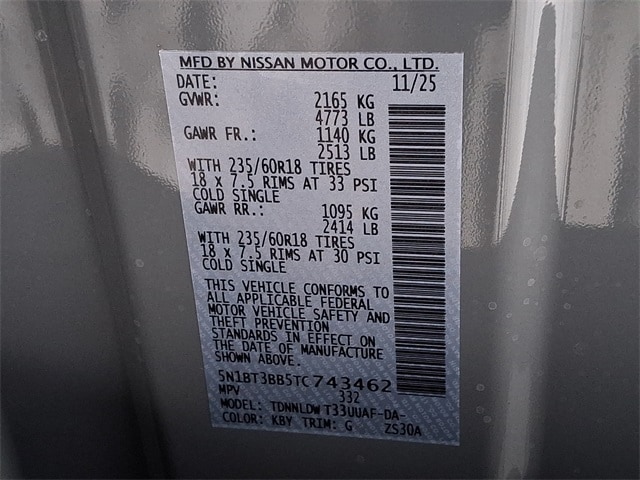 MFD BY NISSAN MOTOR CO., LTD.
DATE: 11/25
GVWR: 2165 KG
4773 LB
GAWR FR.: 1140 KG
2513 LB
WITH 235/60R18 TIRES
18 x 7.5 RIMS AT 33 PSI
COLD SINGLE
GAWR RR.: 1095 KG
2414 LB
WITH 235/60R18 TIRES
18 x 7.5 RIMS AT 30 PSI
COLD SINGLE
THIS VEHICLE CONFORMS TO
ALL APPLICABLE FEDERAL
MOTOR VEHICLE SAFETY AND
THEFT PREVENTION
STANDARDS IN EFFECT ON
THE DATE OF MANUFACTURE
SHOWN ABOVE.
5N1BT3BB5TC743462
MPV 332
MODEL: TDNNLDWT33UUAF-DA-
COLOR: KBY TRIM: G ZS30A